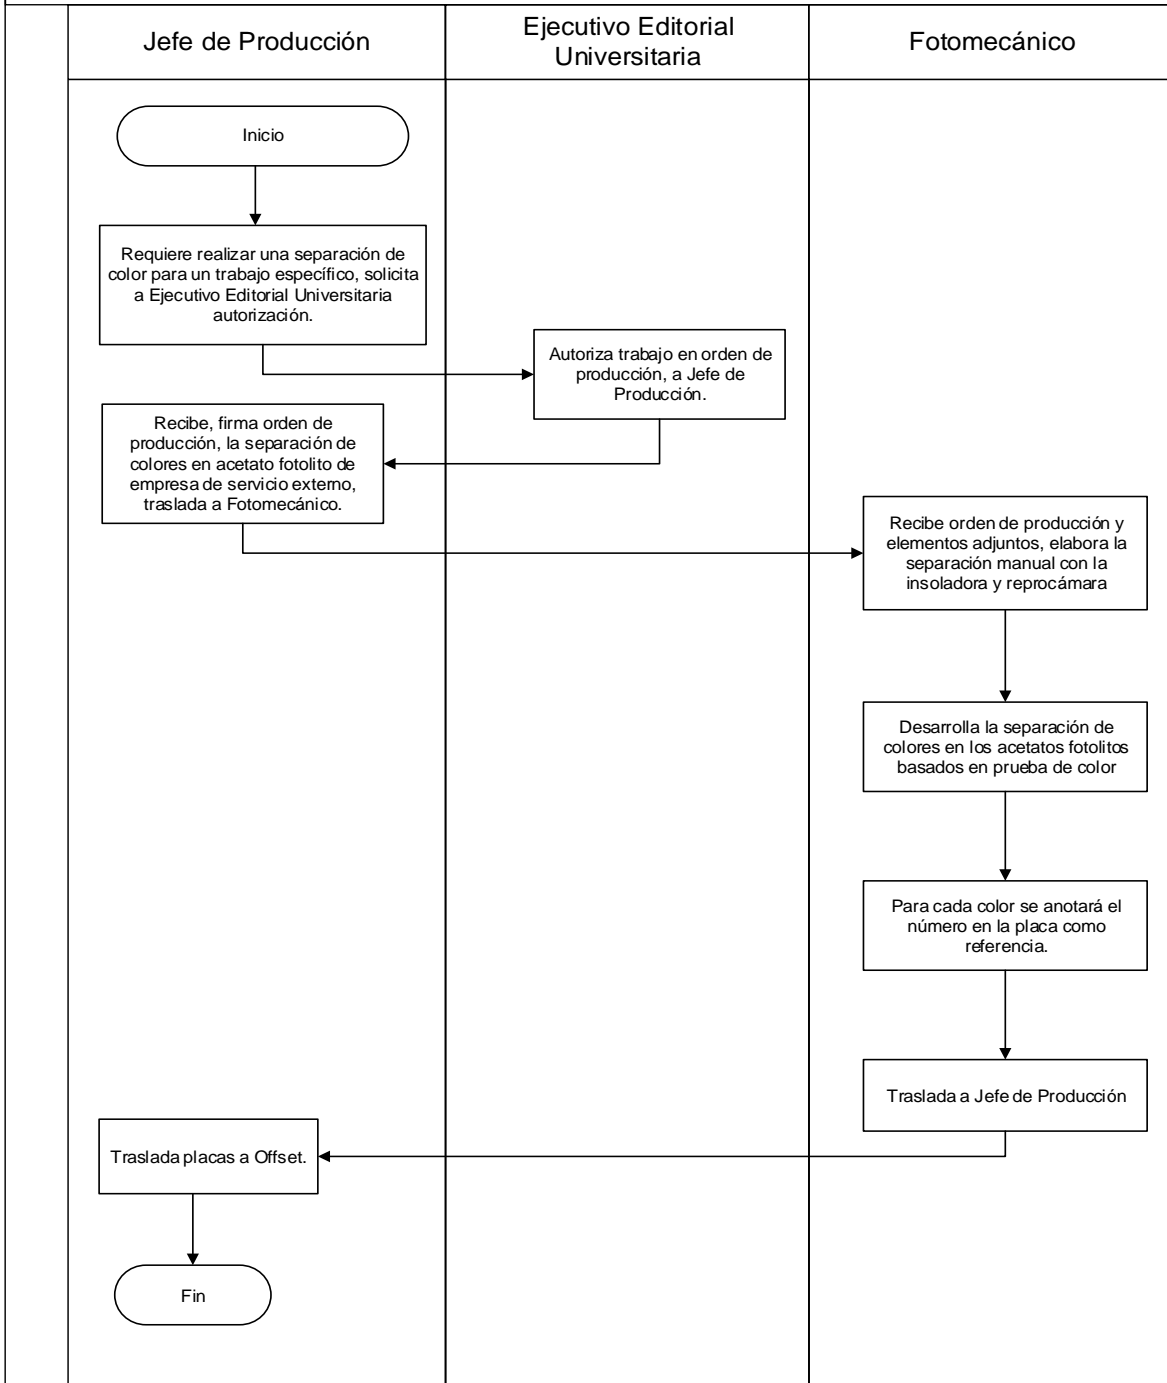 Jefe de Producción
Ejecutivo Editorial
Universitaria
Fotomecánico
Inicio
Requiere realizar una separación de
color para un trabajo específico, solicita
a Ejecutivo Editorial Universitaria
autorización.
Autoriza trabajo en orden de
producción, a Jefe de
Producción.
Recibe, firma orden de
producción, la separación de
colores en acetato fotolito de
empresa de servicio externo,
traslada a Fotomecánico.
Recibe orden de producción y
elementos adjuntos, elabora la
separación manual con la
insoladora y reprocámara
Desarrolla la separación de
colores en los acetatos fotolitos
basados en prueba de color
Para cada color se anotará el
número en la placa como
referencia.
Traslada a Jefe de Producción
Traslada placas a Offset.
Fin